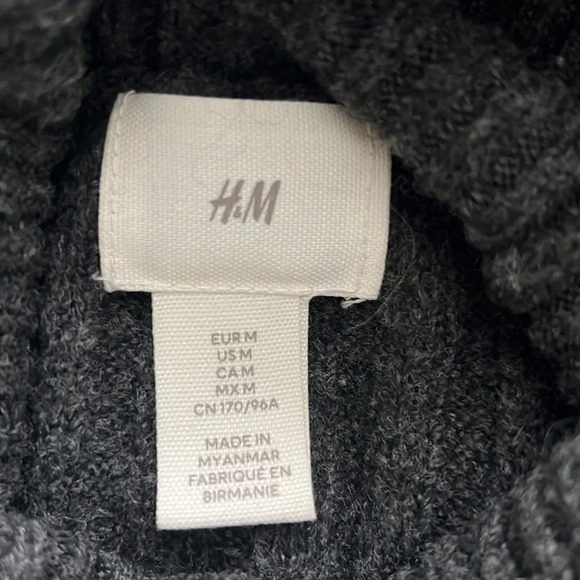 H&M
EUR M
US M
CA M
MX M
CN 170/96A
MADE IN
MYANMAR
FABRIQUÉ EN
BIRMANIE